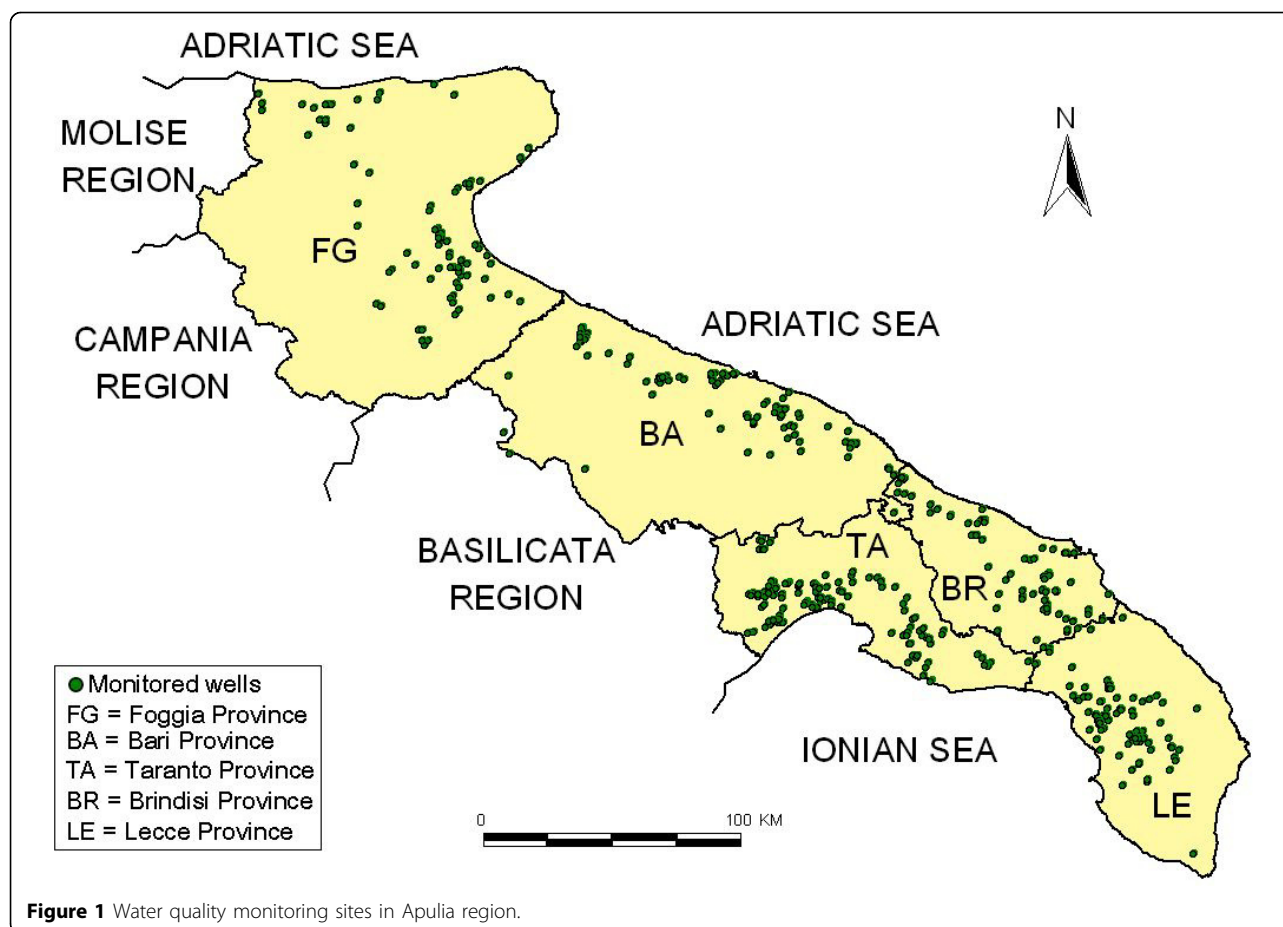 ADRIATIC SEA
MOLISE
REGION
N
FG
CAMPANIA
REGION
ADRIATIC SEA
BA
BASILICATA
REGION
TA
BR
IONIAN SEA
LE
Monitored wells
FG = Foggia Province
BA = Bari Province
TA = Taranto Province
BR = Brindisi Province
LE = Lecce Province
0 100 KM
Figure 1 Water quality monitoring sites in Apulia region.